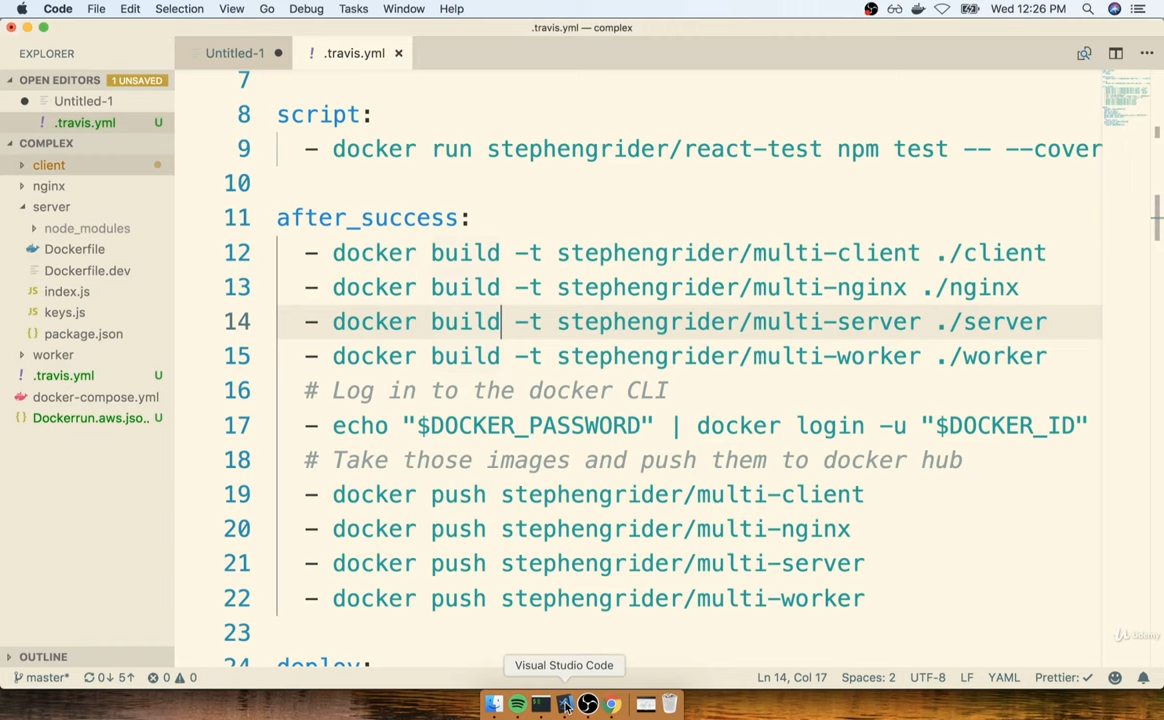 Code File Edit Selection View Go Debug Tasks Window Help Wed 12:26 PM
.travis.yml — complex
EXPLORER
Untitled-1
! .travis.yml ×
OPEN EDITORS 1 UNSAVED
Untitled-1
! .travis.yml U
COMPLEX
client
nginx
server
node_modules
Dockerfile
Dockerfile.dev
JS index.js
JS keys.js
{} package.json
worker
! .travis.yml U
docker-compose.yml
{} Dockerrun.aws.jso.. U
OUTLINE
7
8 script:
9 - docker run stephengrider/react-test npm test -- --cover
10
11 after_success:
12 - docker build -t stephengrider/multi-client ./client
13 - docker build -t stephengrider/multi-nginx ./nginx
14 - docker build -t stephengrider/multi-server ./server
15 - docker build -t stephengrider/multi-worker ./worker
16 # Log in to the docker CLI
17 - echo "$DOCKER_PASSWORD" | docker login -u "$DOCKER_ID"
18 # Take those images and push them to docker hub
19 - docker push stephengrider/multi-client
20 - docker push stephengrider/multi-nginx
21 - docker push stephengrider/multi-server
22 - docker push stephengrider/multi-worker
23
24 deploy:
Udemy
Visual Studio Code
master* 0↓ 5↑ 0 0 Ln 14, Col 17 Spaces: 2 UTF-8 LF YAML Prettier: ✓